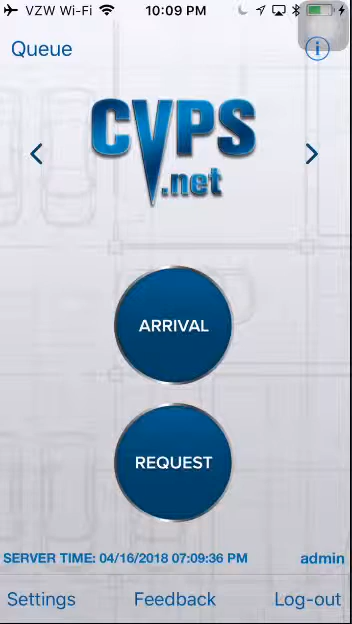 VZW Wi-Fi 10:09 PM
Queue
CVPS
.net
ARRIVAL
REQUEST
SERVER TIME: 04/16/2018 07:09:36 PM admin
Settings Feedback Log-out